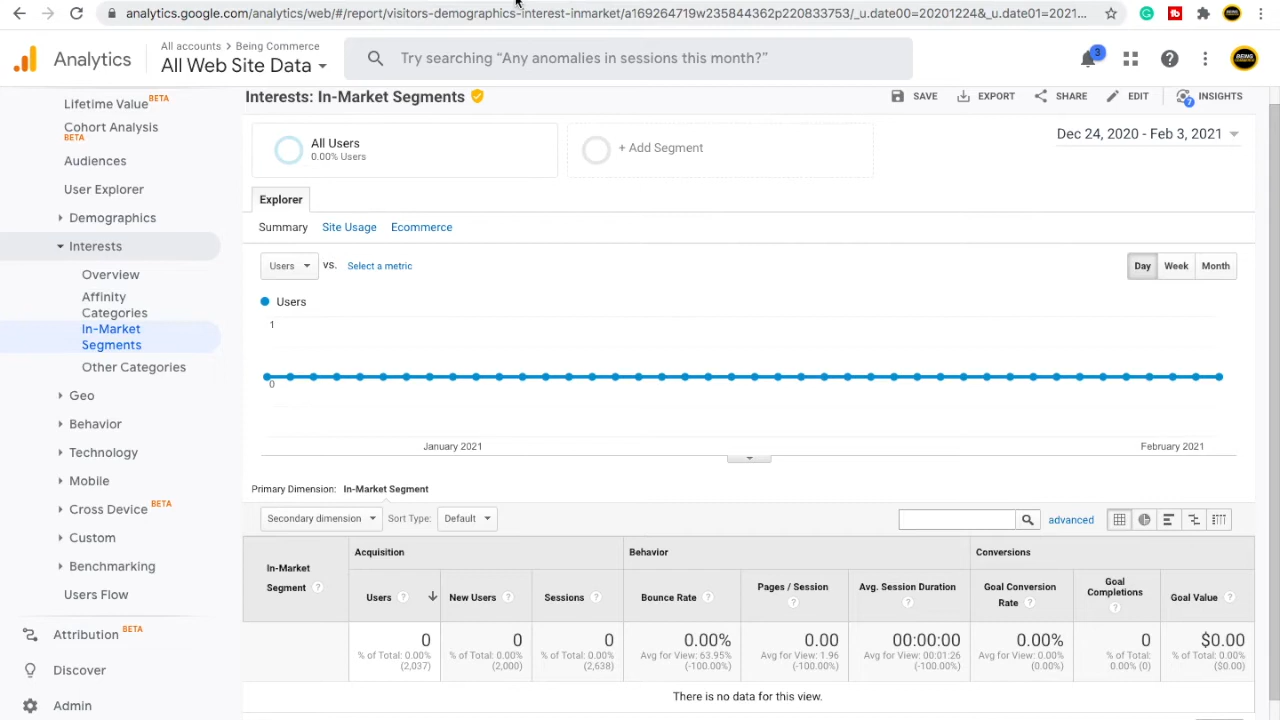 analytics.google.com/analytics/web/#/report/visitors-demographics-interest-inmarket/a169264719w235844362p220833753/_u.date00=20201224&_u.date01=2021...
Analytics
All accounts > Being Commerce
All Web Site Data
Try searching “Any anomalies in sessions this month?”
3
Lifetime Value BETA
Cohort Analysis
BETA
Audiences
User Explorer
Demographics
Interests
Overview
Affinity
Categories
In-Market
Segments
Other Categories
Geo
Behavior
Technology
Mobile
Cross Device BETA
Custom
Benchmarking
Users Flow
Attribution BETA
Discover
Admin
Interests: In-Market Segments
SAVE
EXPORT
SHARE
EDIT
7
INSIGHTS
All Users
0.00% Users
+ Add Segment
Dec 24, 2020 - Feb 3, 2021
Explorer
Summary
Site Usage
Ecommerce
Users
VS.
Select a metric
Day
Week
Month
Users
1
0
January 2021
February 2021
Primary Dimension: In-Market Segment
Secondary dimension
Sort Type:
Default
advanced
In-Market
Segment ?
Acquisition
Behavior
Conversions
Users ?
New Users ?
Sessions ?
Bounce Rate ?
Pages / Session
?
Avg. Session Duration
?
Goal Conversion
Rate ?
Goal
Completions
?
Goal Value ?
0
% of Total: 0.00%
(2,037)
0
% of Total: 0.00%
(2,000)
0
% of Total: 0.00%
(2,638)
0.00%
Avg for View: 63.95%
(-100.00%)
0.00
Avg for View: 1.96
(-100.00%)
00:00:00
Avg for View: 00:01:26
(-100.00%)
0.00%
Avg for View: 0.00%
(0.00%)
0
% of Total:
0.00% (0)
$0.00
% of Total: 0.00%
($0.00)
There is no data for this view.